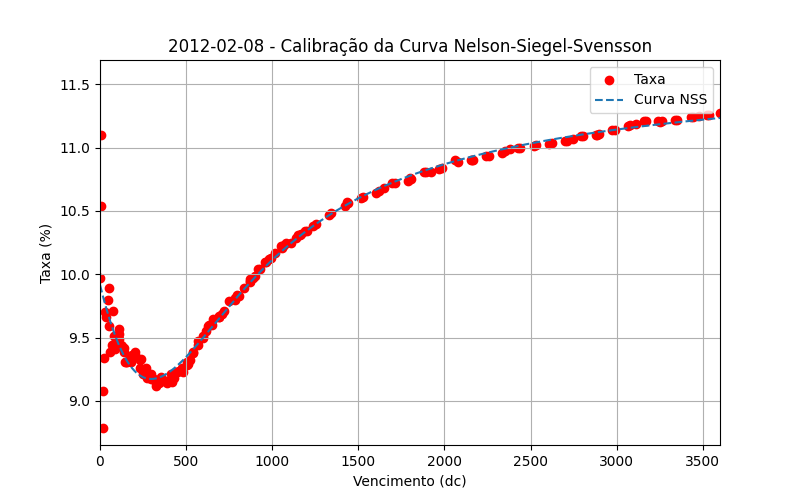 2012-02-08 - Calibração da Curva Nelson-Siegel-Svensson
Taxa
Curva NSS
11.5
11.0
10.5
10.0
9.5
9.0
Taxa (%)
0 500 1000 1500 2000 2500 3000 3500
Vencimento (dc)